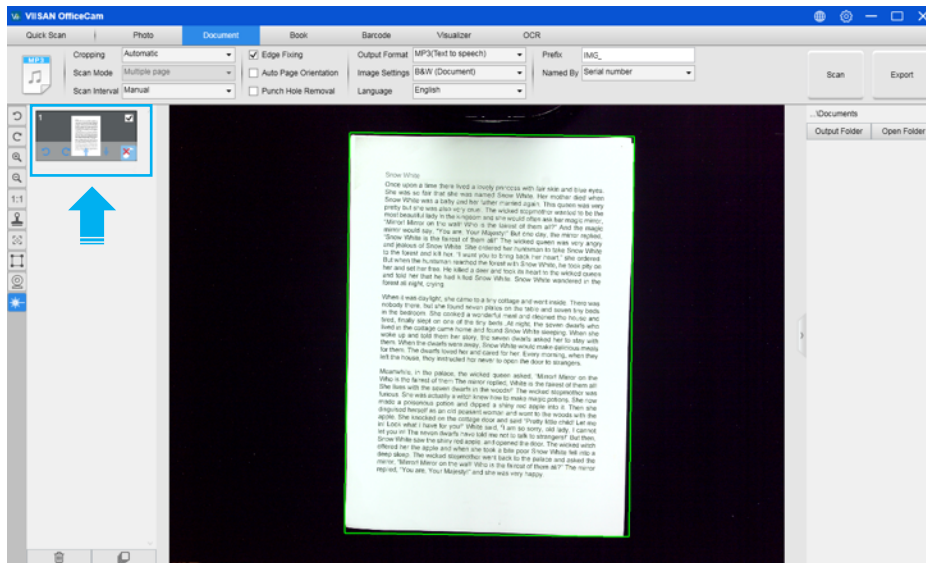 VIISAN OfficeCam
Quick Scan
Photo
Document
Book
Barcode
Visualizer
OCR
MP3
Cropping
Automatic
Edge Fixing
Output Format
MP3(Text to speech)
Prefix
IMG_
Scan Mode
Multiple page
Auto Page Orientation
Image Settings
B&W (Document)
Named By
Serial number
Scan Interval
Manual
Punch Hole Removal
Language
English
Scan
Export
1
...\Documents
Output Folder
Open Folder
1:1
Snow White
Once upon a time there lived a lovely princess with fair skin and blue eyes.
She was so fair that she was named Snow White. Her mother died when
Snow White was a baby and her father married again. This queen was very
pretty but she was also very cruel. The wicked stepmother wanted to be the
most beautiful lady in the kingdom and she would often ask her magic mirror,
"Mirror! Mirror on the wall! Who is the fairest of them all?" And the magic
mirror would say, "You are, Your Majesty!" But one day, the mirror replied,
"Snow White is the fairest of them all!" The wicked queen was very angry
and jealous of Snow White. She ordered her huntsman to take Snow White
to the forest and kill her. "I want you to bring back her heart," she ordered.
But when the huntsman reached the forest with Snow White, he took pity on
her and set her free. He killed a deer and took its heart to the wicked queen
and told her that he had killed Snow White. Snow White wandered in the
forest all night, crying.
When it was daylight, she came to a tiny cottage and went inside. There was
nobody there, but she found seven plates on the table and seven tiny beds
in the bedroom. She cooked a wonderful meal and cleaned the house and
tired, finally slept on one of the tiny beds. At night, the seven dwarfs who
lived in the cottage came home and found Snow White sleeping. When she
woke up and told them her story, the seven dwarfs asked her to stay with
them. When the dwarfs were away, Snow White would make delicious meals
for them. The dwarfs loved her and cared for her. Every morning, when they
left the house, they instructed her never to open the door to strangers.
Meanwhile, in the palace, the wicked queen asked, "Mirror! Mirror on the
Who is the fairest of them The mirror replied, White is the fairest of them all!
She lives with the seven dwarfs in the woods!" The wicked stepmother was
furious. She was actually a witch knew how to make magic potions. She now
made a poisonous potion and dipped a shiny red apple into it. Then she
disguised herself as an old peasant woman and went to the woods with the
apple. She knocked on the cottage door and said "Pretty little child! Let me
in! Look what I have for you!" White said, "I am so sorry, old lady, I cannot
let you in! The seven dwarfs have told me not to talk to strangers!" But then,
Snow White saw the shiny red apple, and opened the door. The wicked witch
offered her the apple and when she took a bite poor Snow White fell into a
deep sleep. The wicked stepmother went back to the palace and asked the
mirror, "Mirror! Mirror on the wall! Who is the fairest of them all?" The mirror
replied, "You are, Your Majesty!" and she was very happy.